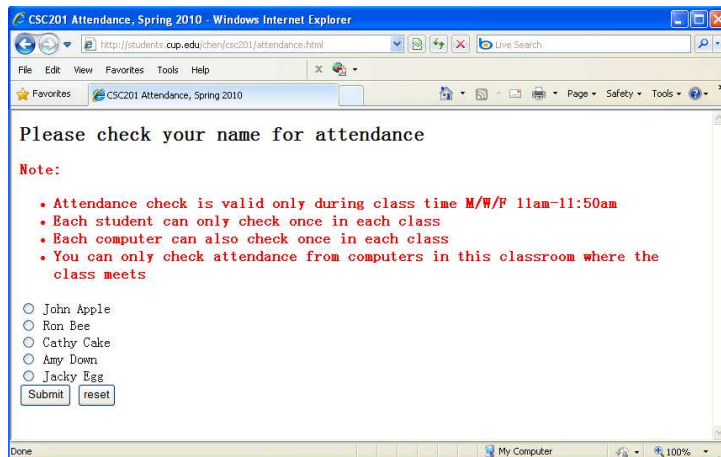 CSC201 Attendance, Spring 2010 - Windows Internet Explorer
http://students.cup.edu/chen/csc201/attendance.html
Live Search
File Edit View Favorites Tools Help
Favorites
CSC201 Attendance, Spring 2010
Page Safety Tools
Please check your name for attendance
Note:
• Attendance check is valid only during class time M/W/F 11am-11:50am
• Each student can only check once in each class
• Each computer can also check once in each class
• You can only check attendance from computers in this classroom where the
class meets
John Apple
Ron Bee
Cathy Cake
Amy Down
Jacky Egg
Submit reset
Done
My Computer
100%